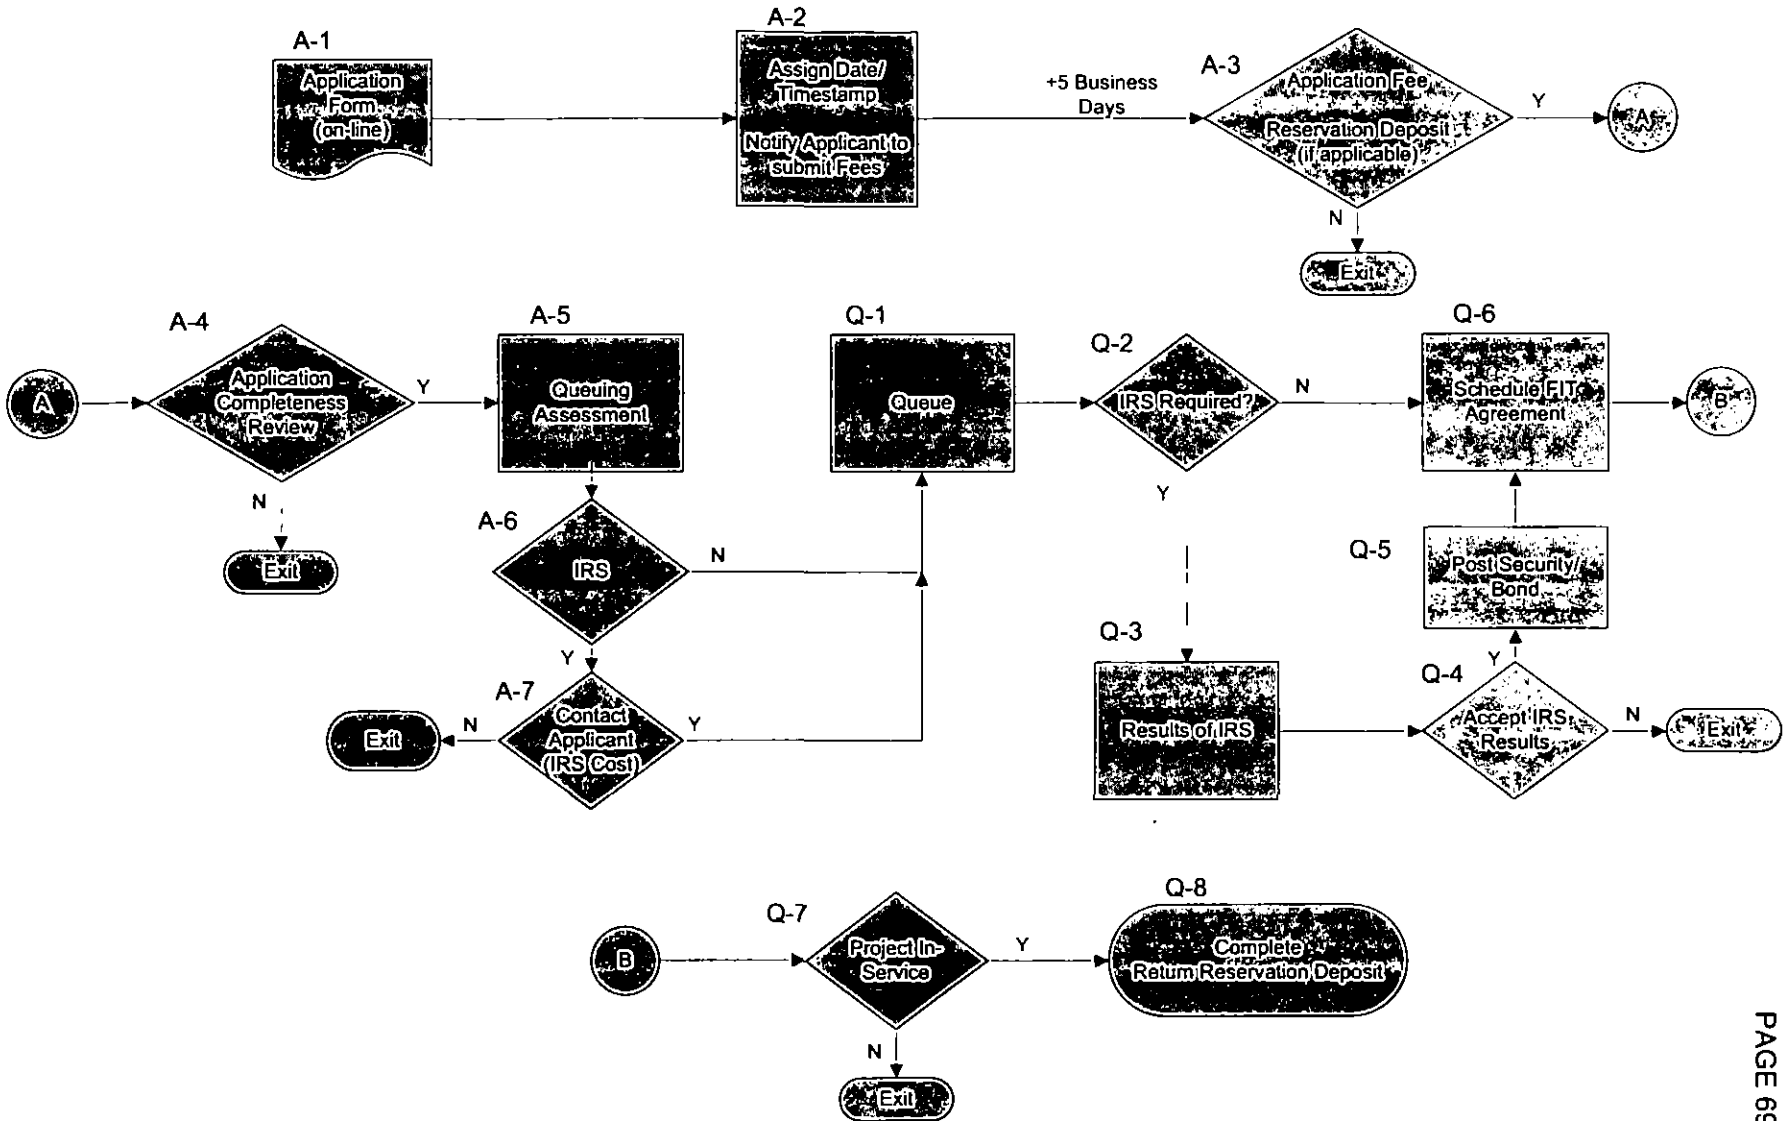 A-1
Application
Form
(on-line)
A-2
Assign Date/
Timestamp
Notify Applicant to
submit Fees
+5 Business
Days
A-3
Application Fee
+
Reservation Deposit
(if applicable)
Y
A
N
Exit
A
A-4
Application
Completeness
Review
Y
N
Exit
A-5
Queuing
Assessment
A-6
IRS
N
Y
A-7
Contact
Applicant
(IRS Cost)
N
Exit
Y
Q-1
Queue
Q-2
IRS Required?
N
Y
Q-3
Results of IRS
Q-4
Accept IRS
Results
N
Exit
Y
Q-5
Post Security/
Bond
Q-6
Schedule FIT
Agreement
B
B
Q-7
Project In-
Service
Y
N
Exit
Q-8
Complete
Return Reservation Deposit
PAGE 69